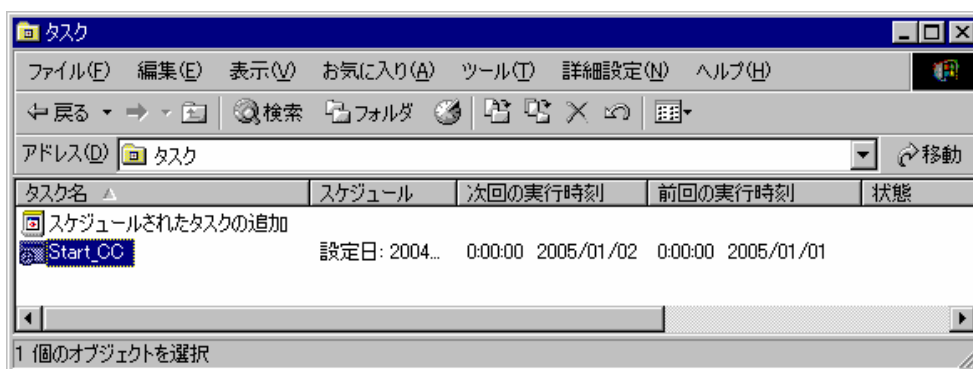 タスク
ファイル(F) 編集(E) 表示(V) お気に入り(A) ツール(T) 詳細設定(N) ヘルプ(H)
戻る 検索 フォルダ
アドレス(D) タスク 移動
タスク名 スケジュール 次回の実行時刻 前回の実行時刻 状態
スケジュールされたタスクの追加
Start_CC 設定日: 2004... 0:00:00 2005/01/02 0:00:00 2005/01/01
1 個のオブジェクトを選択